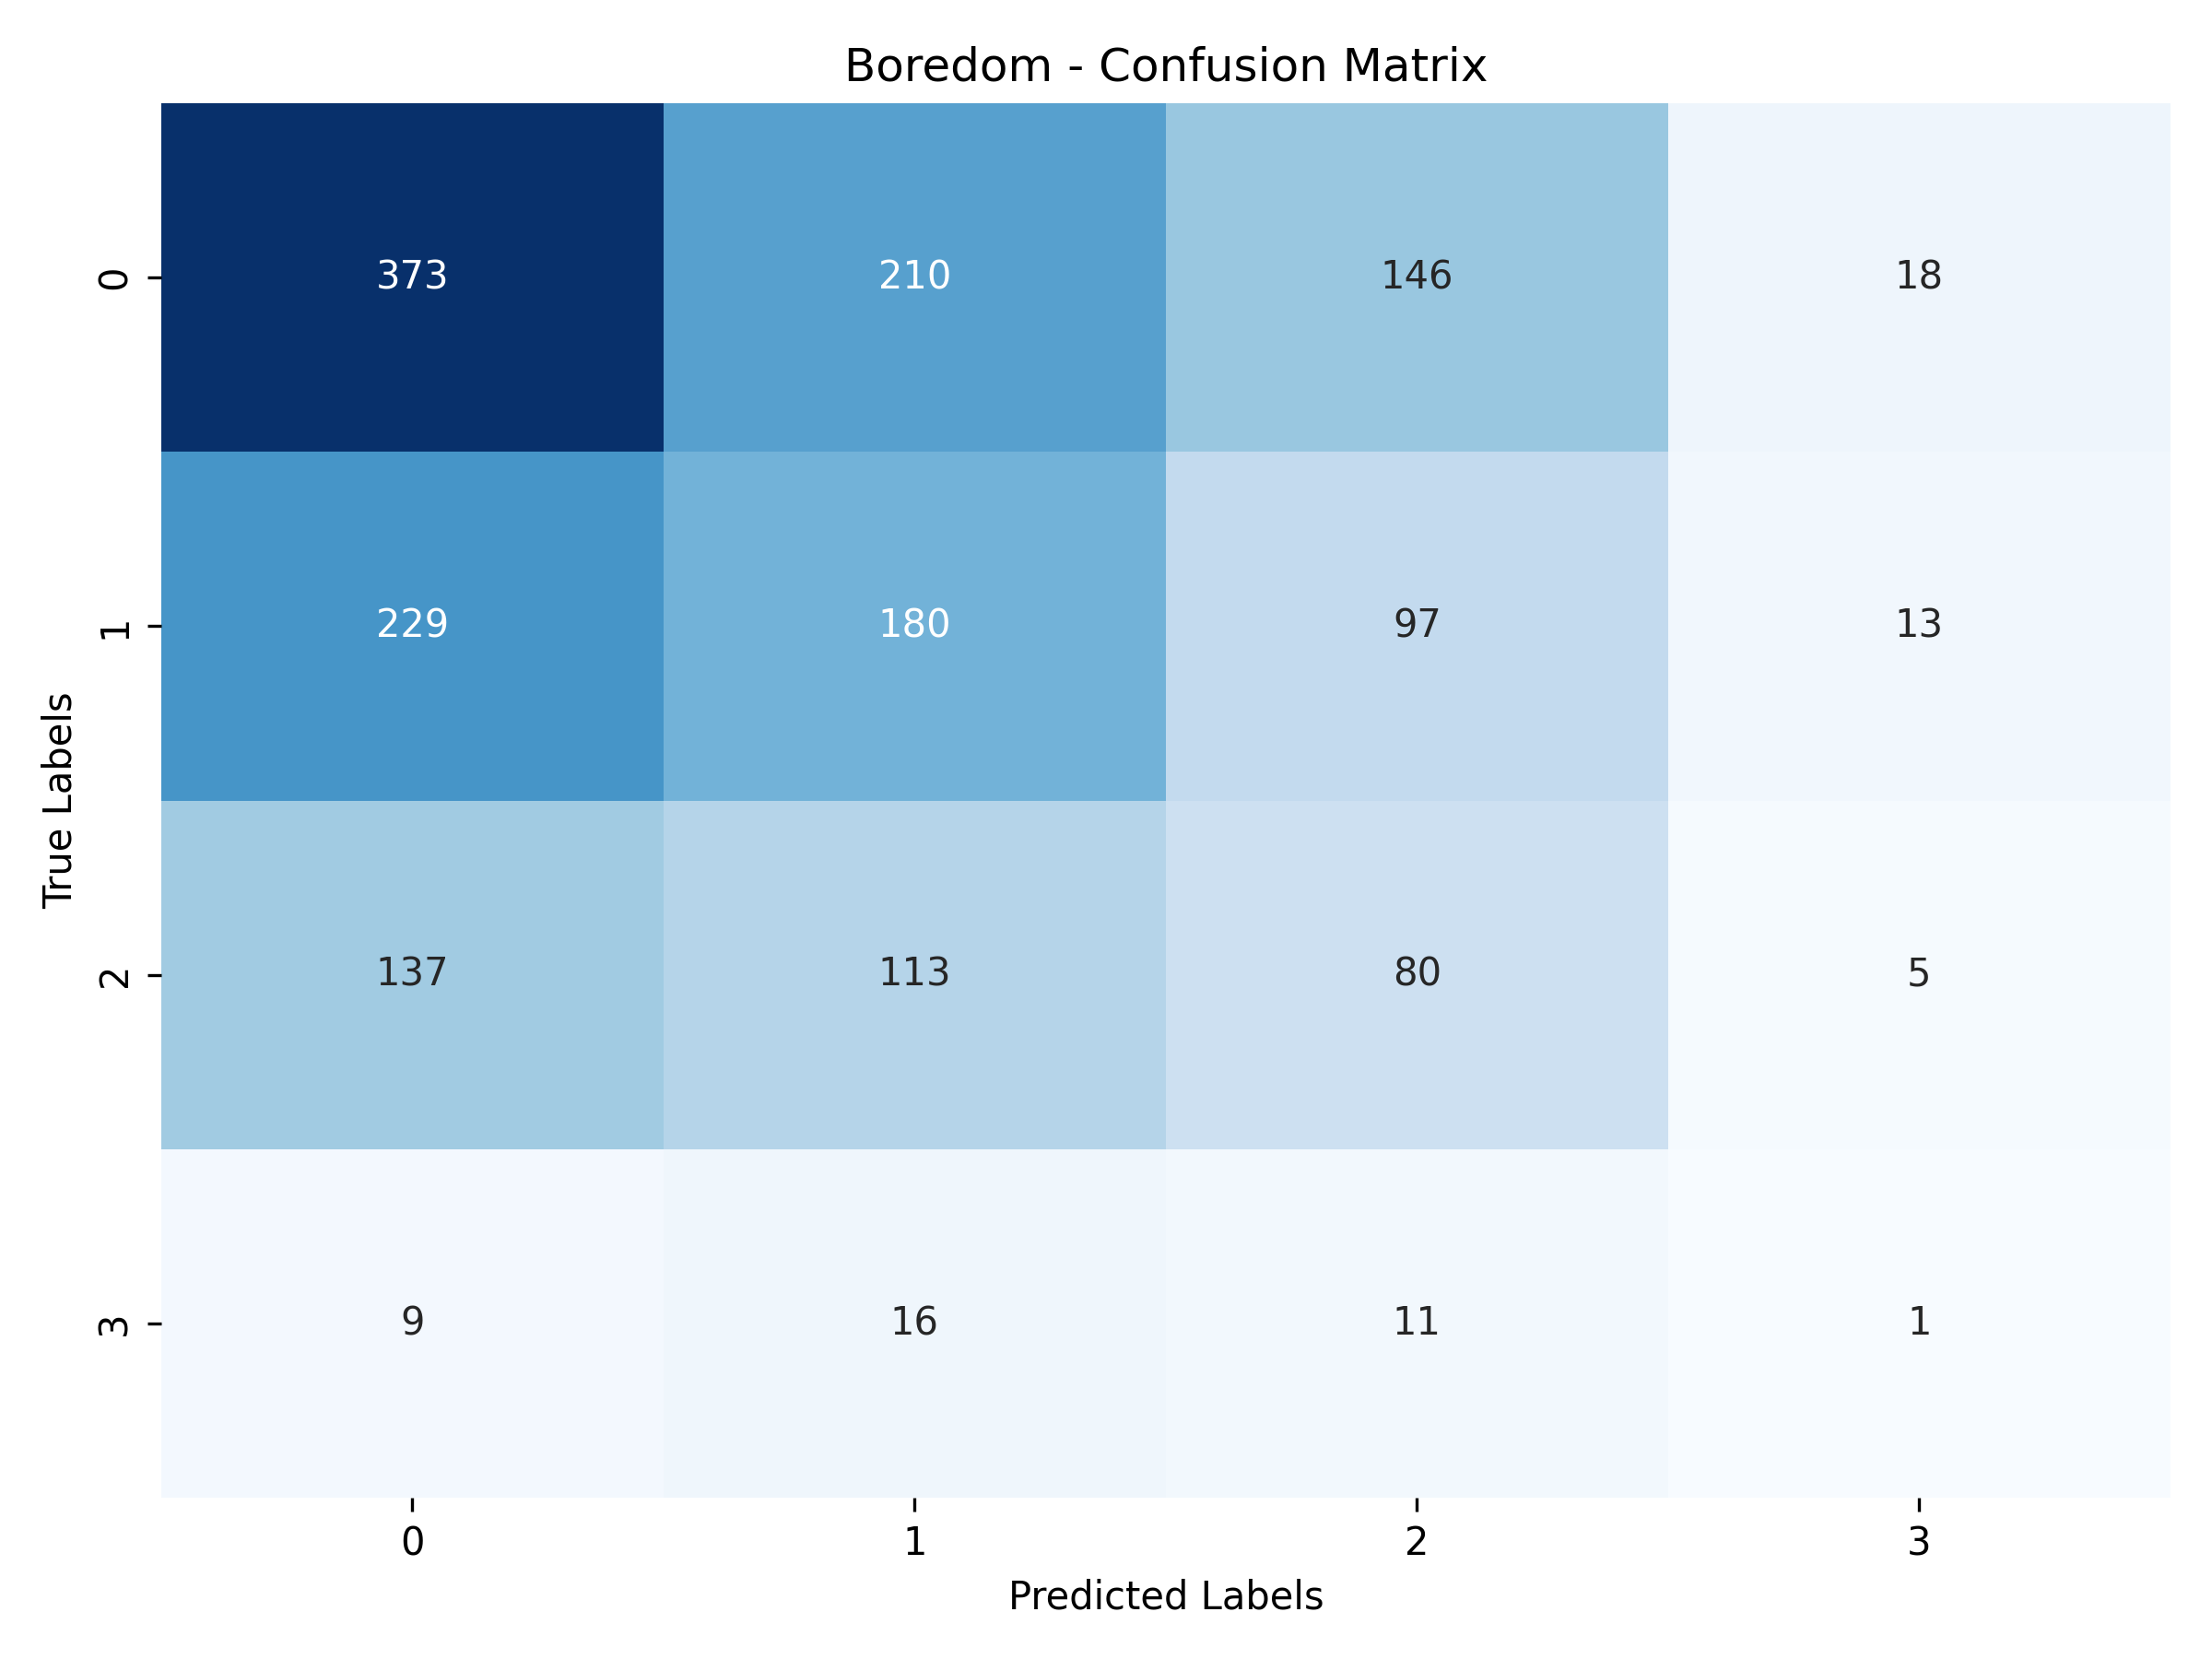 Boredom - Confusion Matrix
True Labels
0 373 210 146 18
1 229 180 97 13
2 137 113 80 5
3 9 16 11 1
0 1 2 3
Predicted Labels